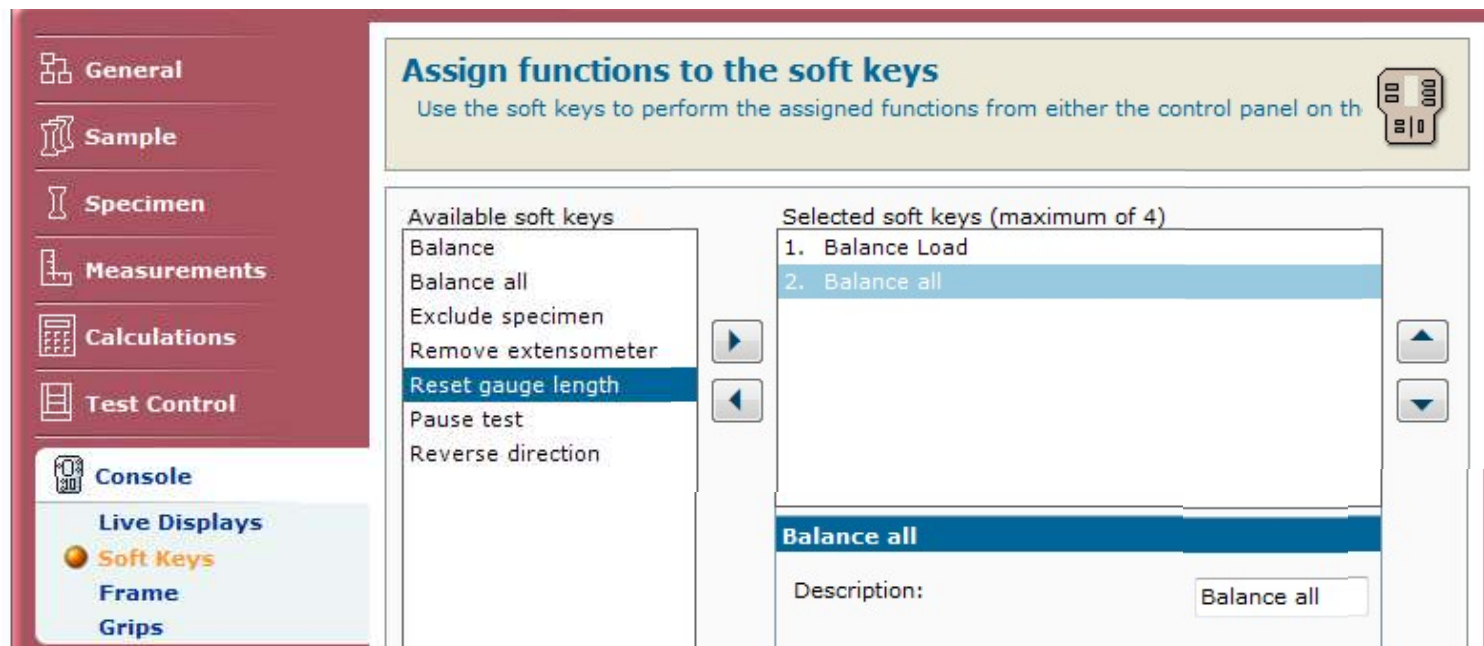 General
Sample
Specimen
Measurements
Calculations
Test Control
Console
Live Displays
Soft Keys
Frame
Grips
Assign functions to the soft keys
Use the soft keys to perform the assigned functions from either the control panel on th
Available soft keys
Balance
Balance all
Exclude specimen
Remove extensometer
Reset gauge length
Pause test
Reverse direction
Selected soft keys (maximum of 4)
1. Balance Load
2. Balance all
Balance all
Description: Balance all